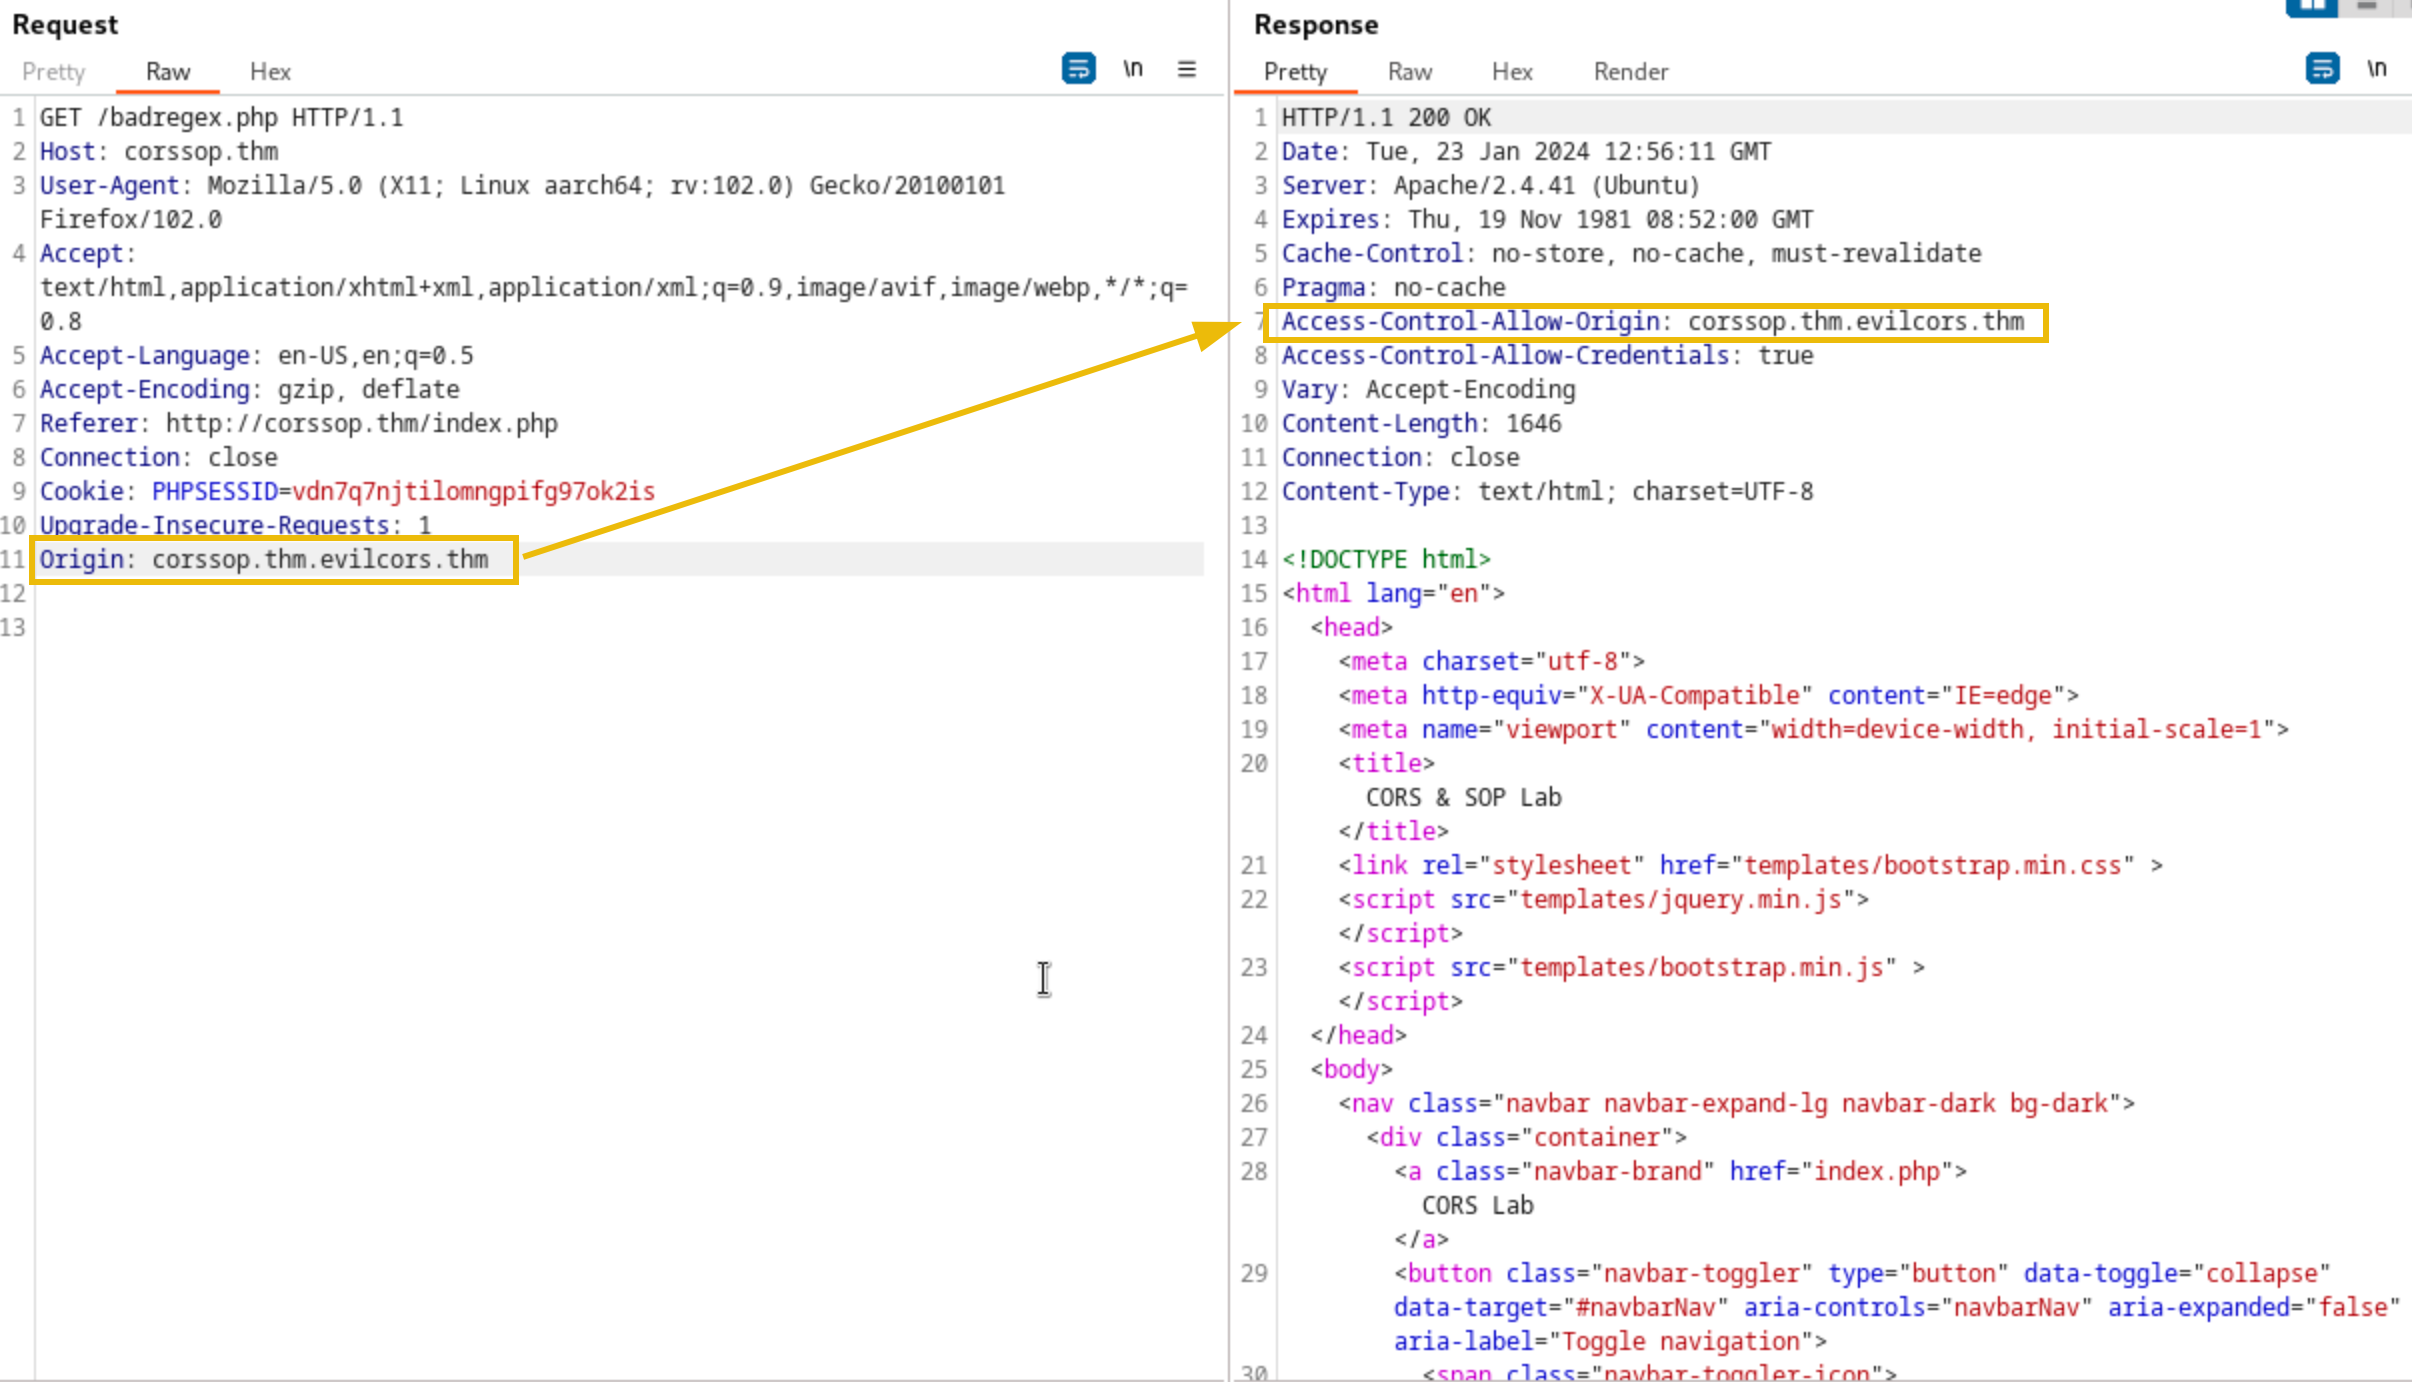 Request
Pretty Raw Hex \n
1 GET /badregex.php HTTP/1.1
2 Host: corssop.thm
3 User-Agent: Mozilla/5.0 (X11; Linux aarch64; rv:102.0) Gecko/20100101
Firefox/102.0
4 Accept:
text/html,application/xhtml+xml,application/xml;q=0.9,image/avif,image/webp,*/*;q=
0.8
5 Accept-Language: en-US,en;q=0.5
6 Accept-Encoding: gzip, deflate
7 Referer: http://corssop.thm/index.php
8 Connection: close
9 Cookie: PHPSESSID=vdn7q7njtilomngpifg97ok2is
10 Upgrade-Insecure-Requests: 1
11 Origin: corssop.thm.evilcors.thm
12
13
Response
Pretty Raw Hex Render \n
1 HTTP/1.1 200 OK
2 Date: Tue, 23 Jan 2024 12:56:11 GMT
3 Server: Apache/2.4.41 (Ubuntu)
4 Expires: Thu, 19 Nov 1981 08:52:00 GMT
5 Cache-Control: no-store, no-cache, must-revalidate
6 Pragma: no-cache
7 Access-Control-Allow-Origin: corssop.thm.evilcors.thm
8 Access-Control-Allow-Credentials: true
9 Vary: Accept-Encoding
10 Content-Length: 1646
11 Connection: close
12 Content-Type: text/html; charset=UTF-8
13
14 <!DOCTYPE html>
15 <html lang="en">
16 <head>
17 <meta charset="utf-8">
18 <meta http-equiv="X-UA-Compatible" content="IE=edge">
19 <meta name="viewport" content="width=device-width, initial-scale=1">
20 <title>
CORS & SOP Lab
</title>
21 <link rel="stylesheet" href="templates/bootstrap.min.css" >
22 <script src="templates/jquery.min.js">
</script>
23 <script src="templates/bootstrap.min.js" >
</script>
24 </head>
25 <body>
26 <nav class="navbar navbar-expand-lg navbar-dark bg-dark">
27 <div class="container">
28 <a class="navbar-brand" href="index.php">
CORS Lab
</a>
29 <button class="navbar-toggler" type="button" data-toggle="collapse"
data-target="#navbarNav" aria-controls="navbarNav" aria-expanded="false"
aria-label="Toggle navigation">
30 <span class="navbar-toggler-icon">